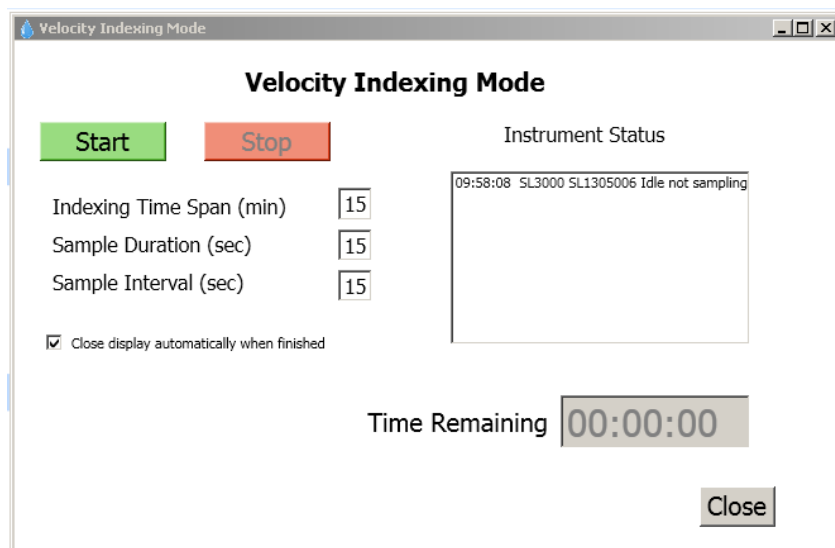 Velocity Indexing Mode
Velocity Indexing Mode
Start
Stop
Instrument Status
09:58:08 SL3000 SL1305006 Idle not sampling
Indexing Time Span (min) 15
Sample Duration (sec) 15
Sample Interval (sec) 15
Close display automatically when finished
Time Remaining 00:00:00
Close